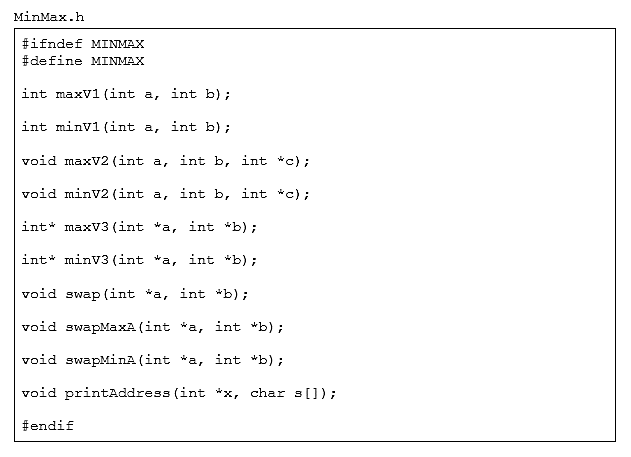 MinMax.h
#ifndef MINMAX
#define MINMAX
int maxV1(int a, int b);
int minV1(int a, int b);
void maxV2(int a, int b, int *c);
void minV2(int a, int b, int *c);
int* maxV3(int *a, int *b);
int* minV3(int *a, int *b);
void swap(int *a, int *b);
void swapMaxA(int *a, int *b);
void swapMinA(int *a, int *b);
void printAddress(int *x, char s[]);
#endif